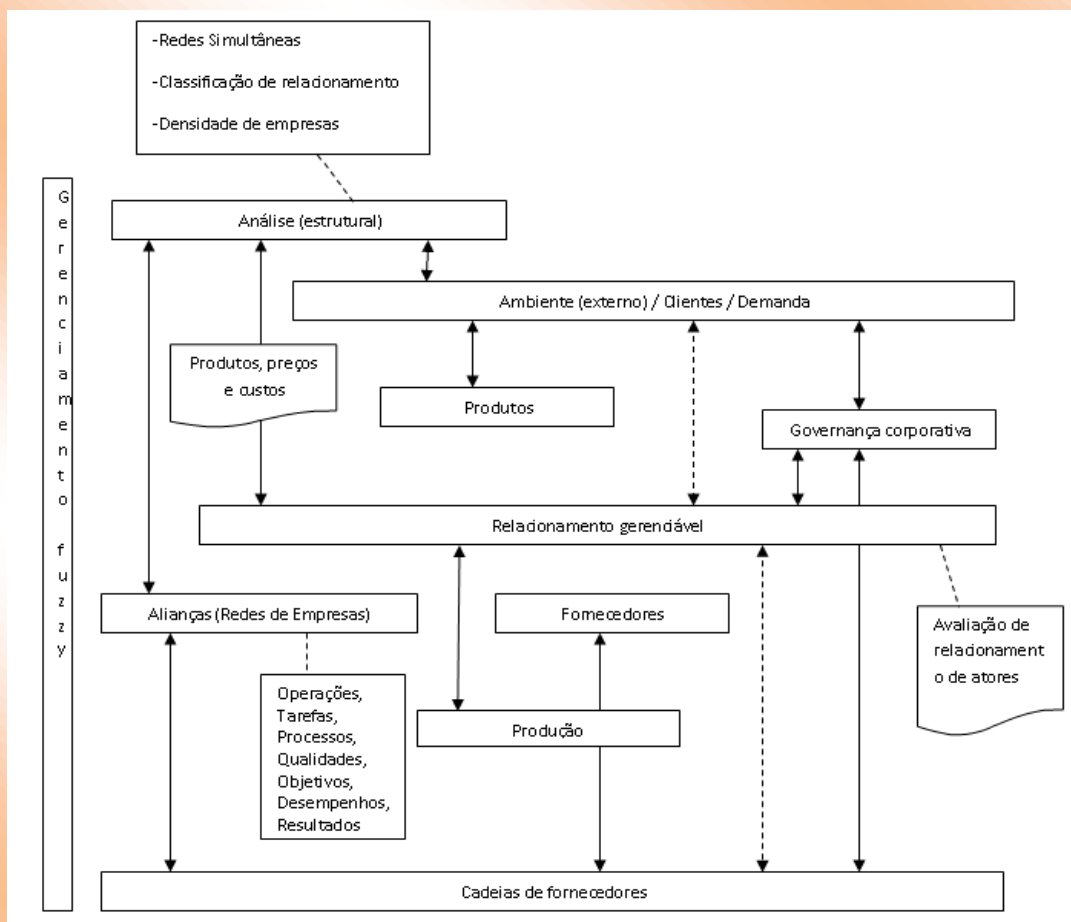 -Redes Simultâneas
-Classificação de relacionamento
-Densidade de empresas
Gerenciamento fuzzy
Análise (estrutural)
Ambiente (externo) / Clientes / Demanda
Produtos, preços
e custos
Produtos
Governança corporativa
Relacionamento gerenciável
Alianças (Redes de Empresas)
Fornecedores
Avaliação de
relacionament
o de atores
Operações,
Tarefas,
Processos,
Qualidades,
Objetivos,
Desempenhos,
Resultados
Produção
Cadeias de fornecedores